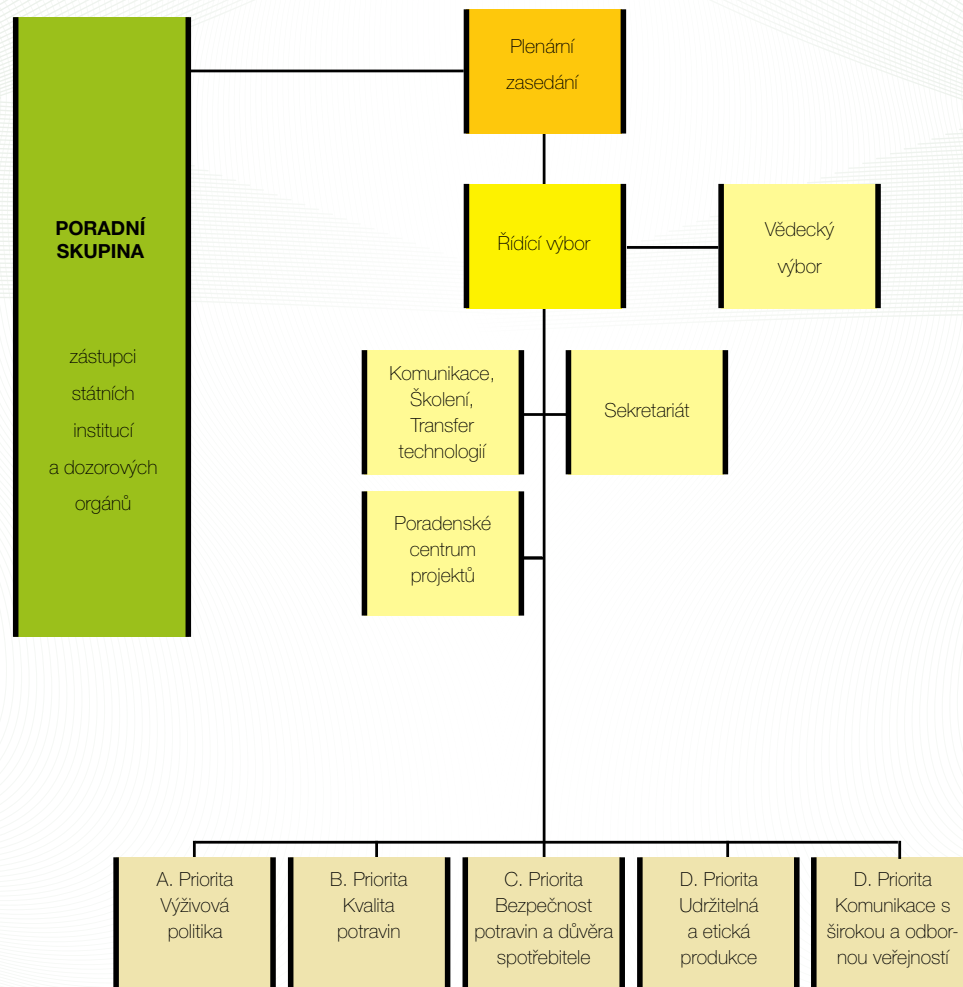 Plenární
zasedání
PORADNÍ
SKUPINA
zástupci
státních
institucí
a dozorových
orgánů
Řídící výbor
Vědecký
výbor
Komunikace,
Školení,
Transfer
technologií
Sekretariát
Poradenské
centrum
projektů
A. Priorita
Výživová
politika
B. Priorita
Kvalita
potravin
C. Priorita
Bezpečnost
potravin a důvěra
spotřebitele
D. Priorita
Udržitelná
a etická
produkce
D. Priorita
Komunikace s
širokou a odbor-
nou veřejností